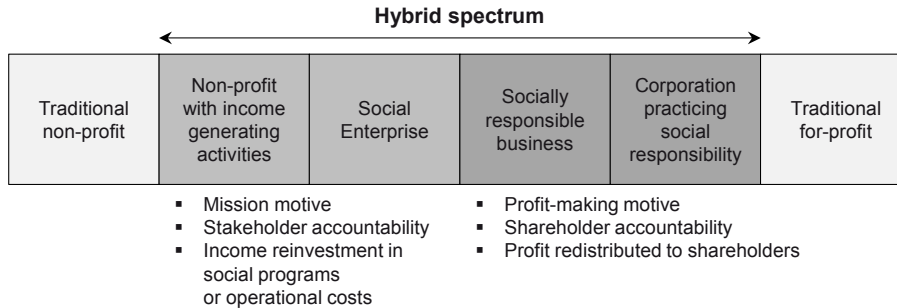 Hybrid spectrum
Traditional
non-profit
Non-profit
with income
generating
activities
Social
Enterprise
Socially
responsible
business
Corporation
practicing
social
responsibility
Traditional
for-profit
▪ Mission motive
▪ Stakeholder accountability
▪ Income reinvestment in
social programs
or operational costs
▪ Profit-making motive
▪ Shareholder accountability
▪ Profit redistributed to shareholders